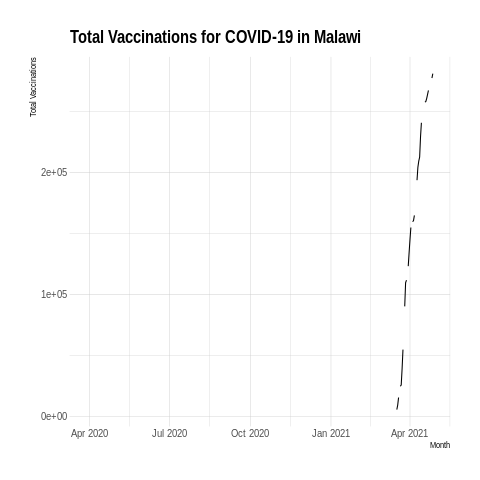 Total Vaccinations for COVID-19 in Malawi
Total Vaccinations
2e+05
1e+05
0e+00
Apr 2020 Jul 2020 Oct 2020 Jan 2021 Apr 2021
Month